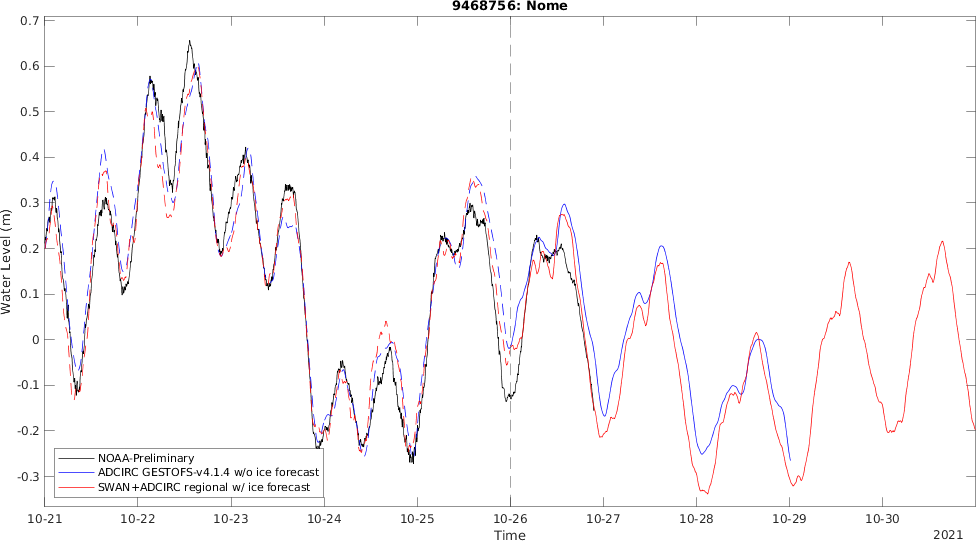 9468756: Nome
0.7
0.6
0.5
0.4
0.3
0.2
0.1
0
-0.1
-0.2
-0.3
Water Level (m)
NOAA-Preliminary
ADCIRC GESTOFS-v4.1.4 w/o ice forecast
SWAN+ADCIRC regional w/ ice forecast
10-21 10-22 10-23 10-24 10-25 10-26 10-27 10-28 10-29 10-30
Time
2021